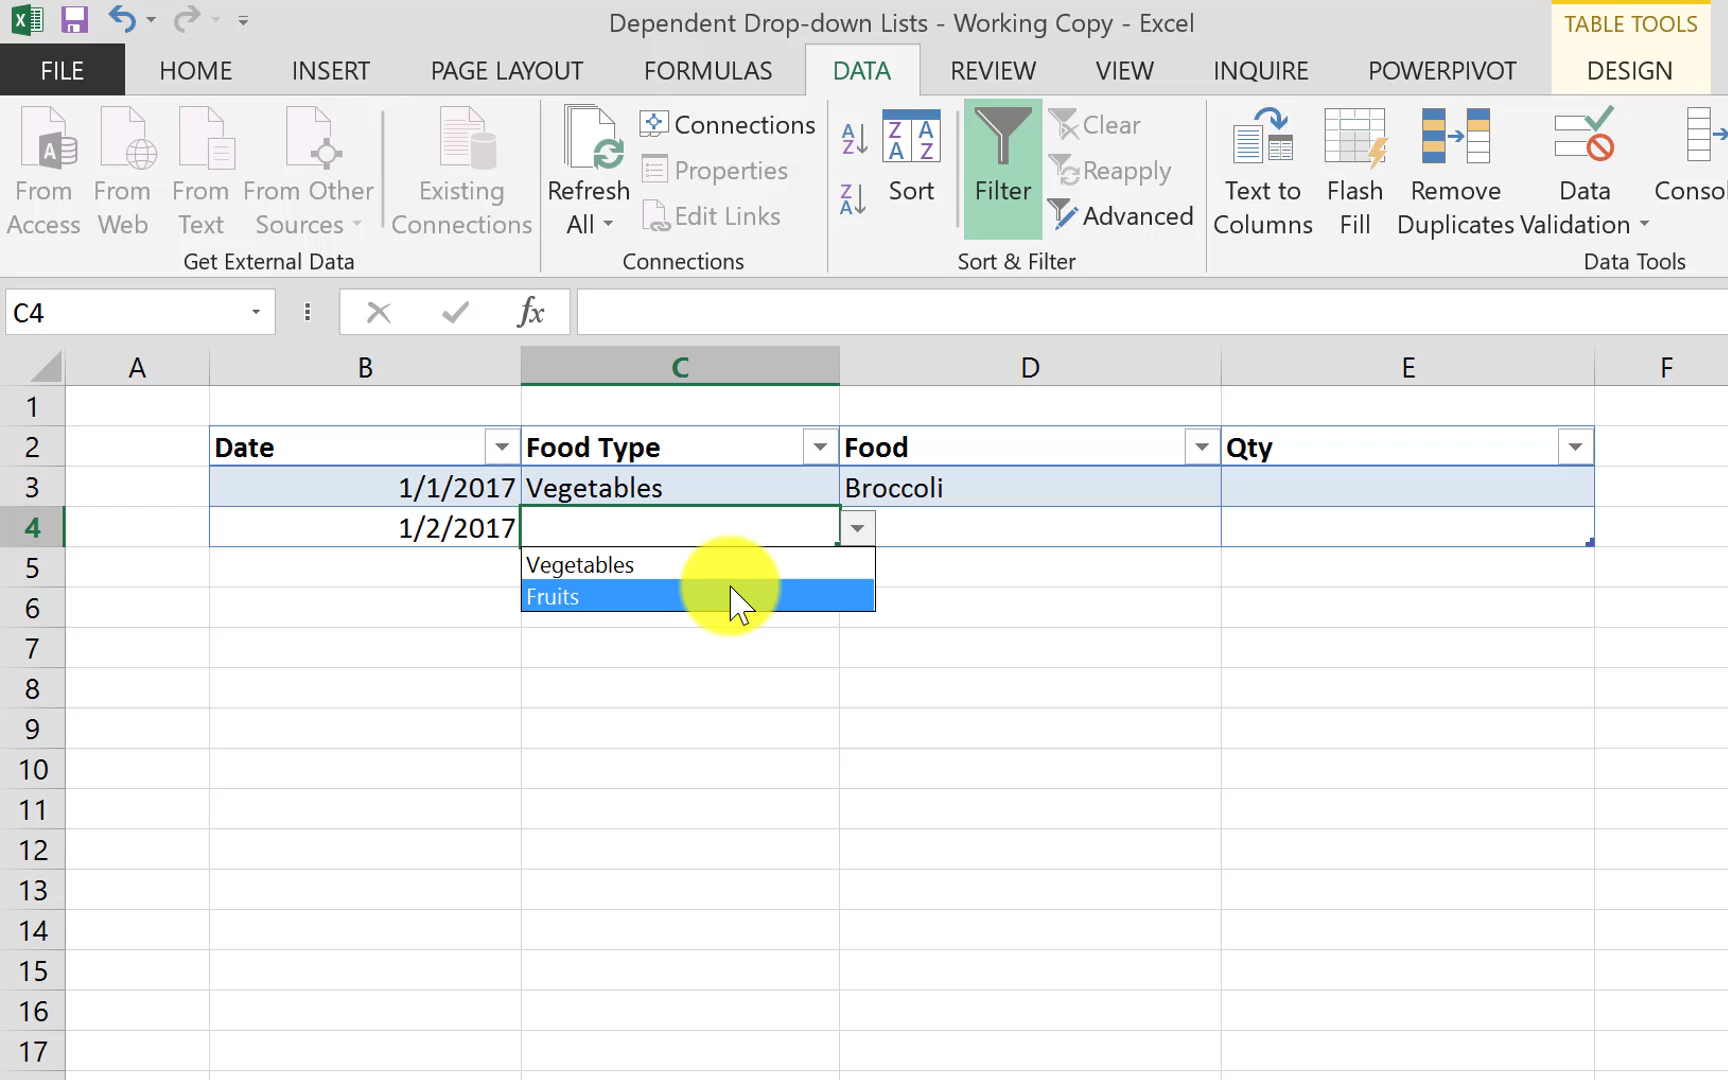 Dependent Drop-down Lists - Working Copy - Excel
TABLE TOOLS
FILE HOME INSERT PAGE LAYOUT FORMULAS DATA REVIEW VIEW INQUIRE POWERPIVOT DESIGN
From Access
From Web
From Text
From Other Sources
Existing Connections
Get External Data
Refresh All
Connections
Properties
Edit Links
Connections
Sort
Filter
Clear
Reapply
Advanced
Sort & Filter
Text to Columns
Flash Fill
Remove Duplicates
Data Validation
Consol
Data Tools
C4
fx
A B C D E F
1
2 Date Food Type Food Qty
3 1/1/2017 Vegetables Broccoli
4 1/2/2017
5 Vegetables
Fruits
6
7
8
9
10
11
12
13
14
15
16
17